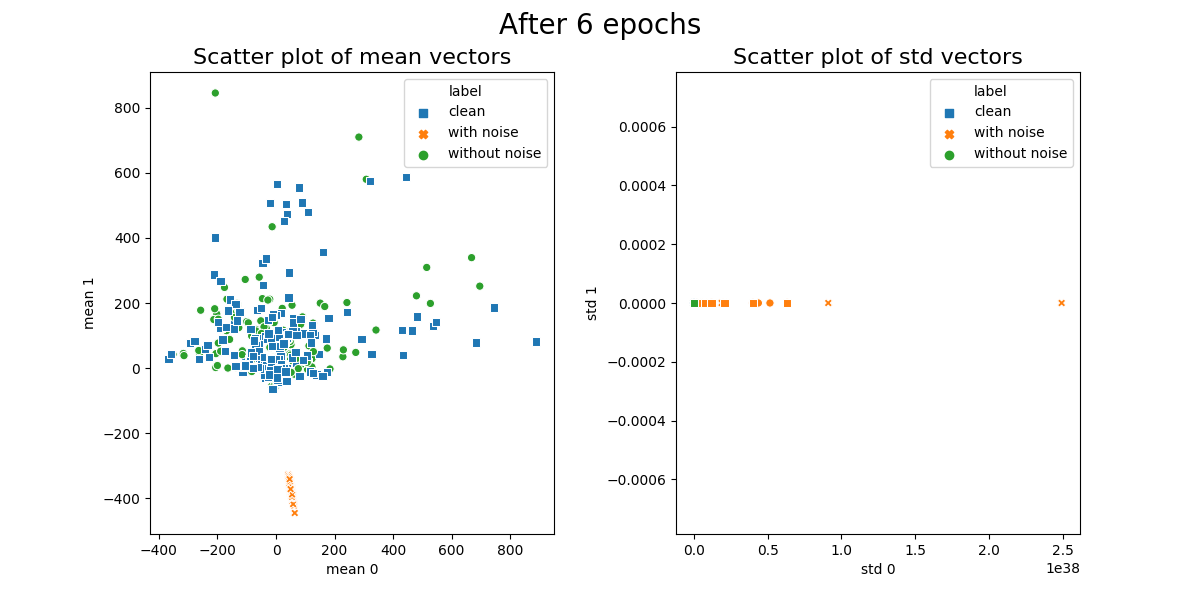 After 6 epochs
Scatter plot of mean vectors
label
clean
with noise
without noise
800
600
400
200
0
−200
−400
mean 1
−400
−200
0
200
400
600
800
mean 0
Scatter plot of std vectors
label
clean
with noise
without noise
0.0006
0.0004
0.0002
0.0000
−0.0002
−0.0004
−0.0006
std 1
0.0
0.5
1.0
1.5
2.0
2.5
1e38
std 0